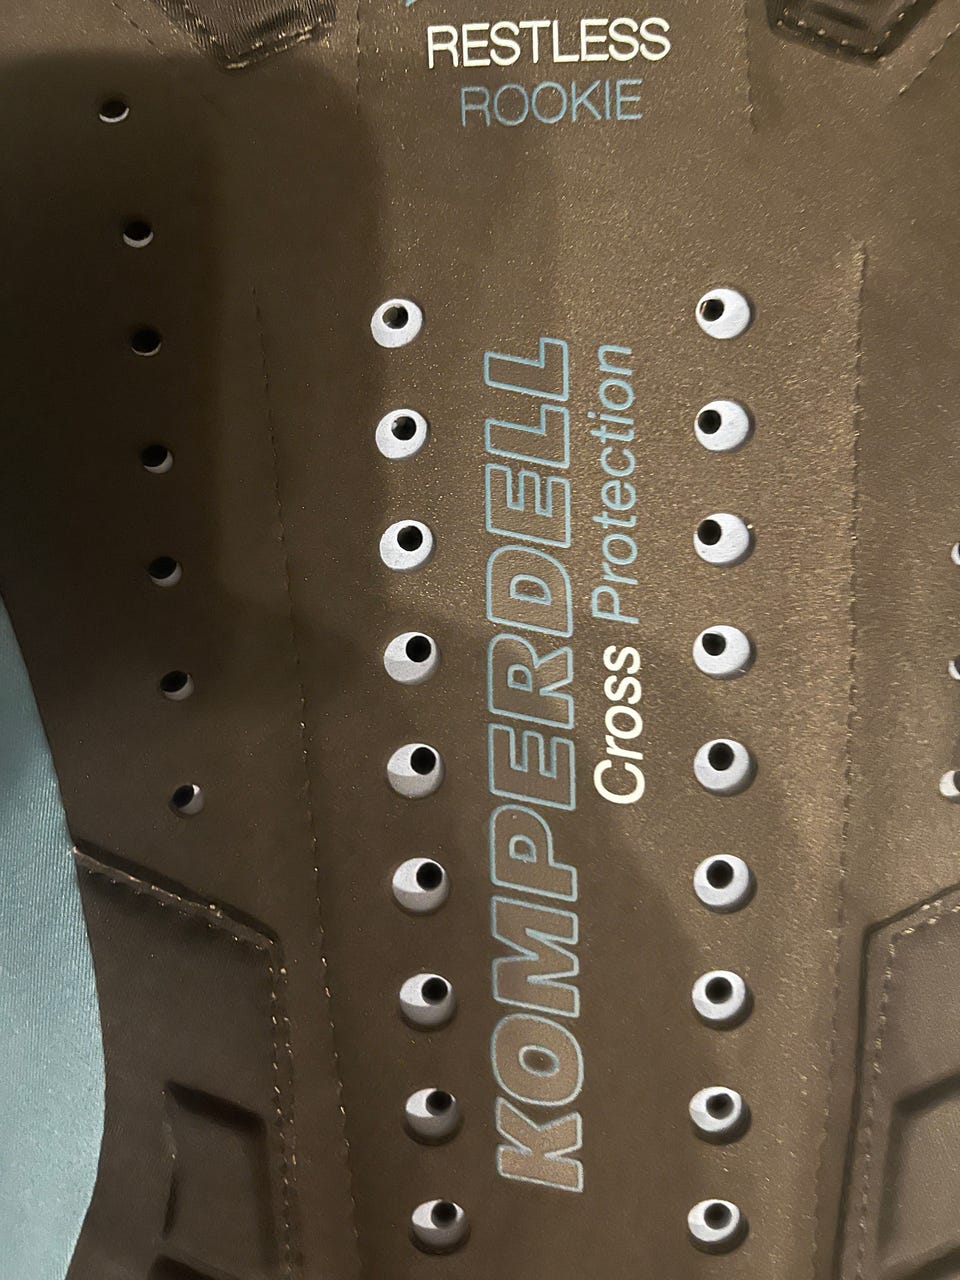 RESTLESS
ROOKIE
KOMPERDELL
Cross Protection